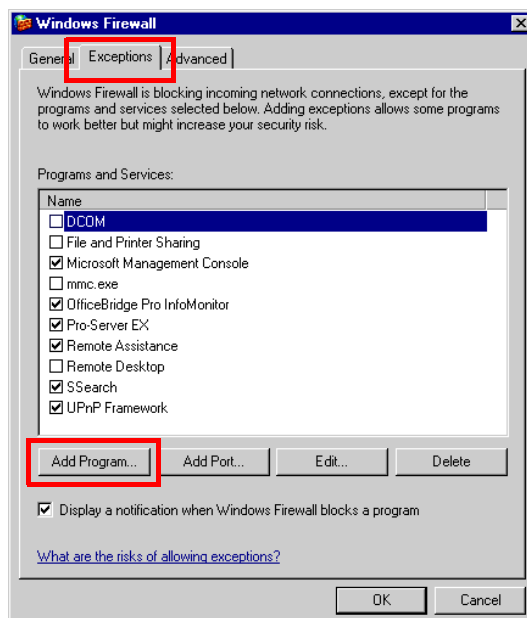 Windows Firewall
General
Exceptions
Advanced
Windows Firewall is blocking incoming network connections, except for the
programs and services selected below. Adding exceptions allows some programs
to work better but might increase your security risk.
Programs and Services:
Name
DCOM
File and Printer Sharing
Microsoft Management Console
mmc.exe
OfficeBridge Pro InfoMonitor
Pro-Server EX
Remote Assistance
Remote Desktop
SSearch
UPnP Framework
Add Program...
Add Port...
Edit...
Delete
Display a notification when Windows Firewall blocks a program
What are the risks of allowing exceptions?
OK
Cancel